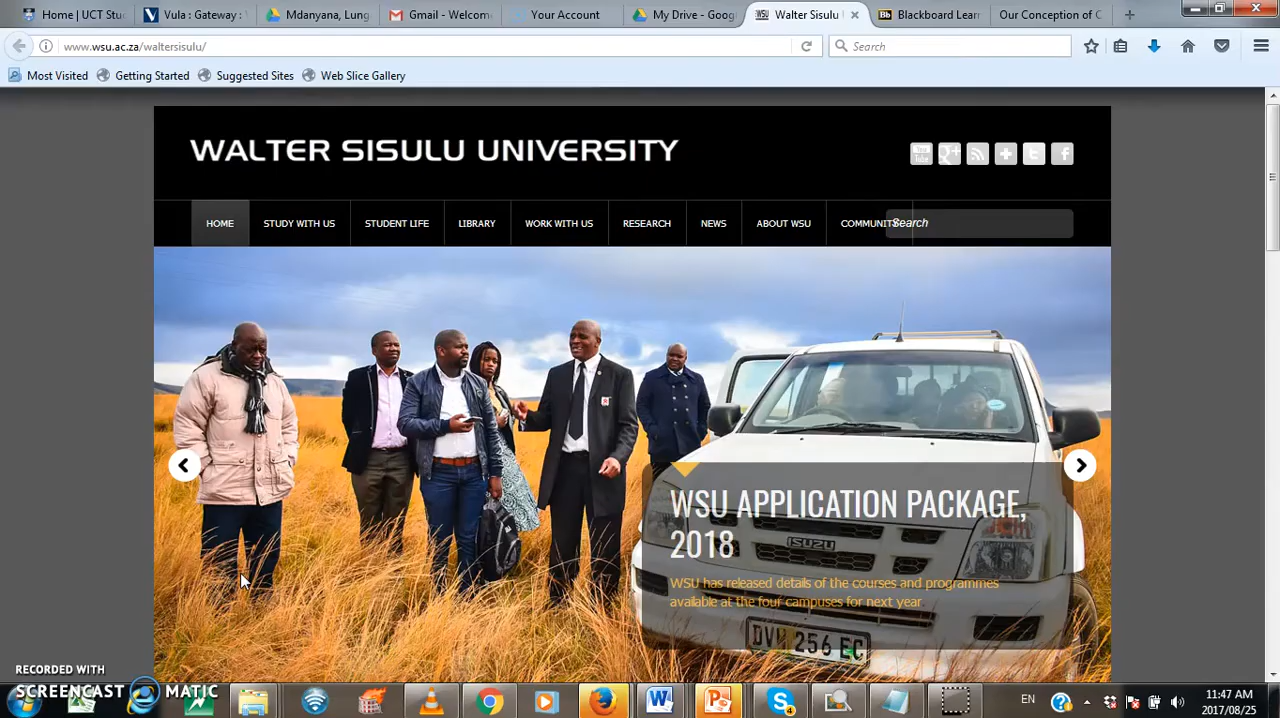 Home | UCT Stu
Vula : Gateway :
Mdanyana, Lung
Gmail - Welcom
Your Account
My Drive - Goog
Walter Sisulu
Blackboard Lear
Our Conception of C
www.wsu.ac.za/waltersisulu/
Search
Most Visited
Getting Started
Suggested Sites
Web Slice Gallery
WALTER SISULU UNIVERSITY
HOME
STUDY WITH US
STUDENT LIFE
LIBRARY
WORK WITH US
RESEARCH
NEWS
ABOUT WSU
COMMUNIT
Search
WSU APPLICATION PACKAGE,
2018
WSU has released details of the courses and programmes
available at the four campuses for next year.
ISUZU
256 EC
RECORDED WITH
SCREENCAST MATIC
EN
11:47 AM
2017/08/25